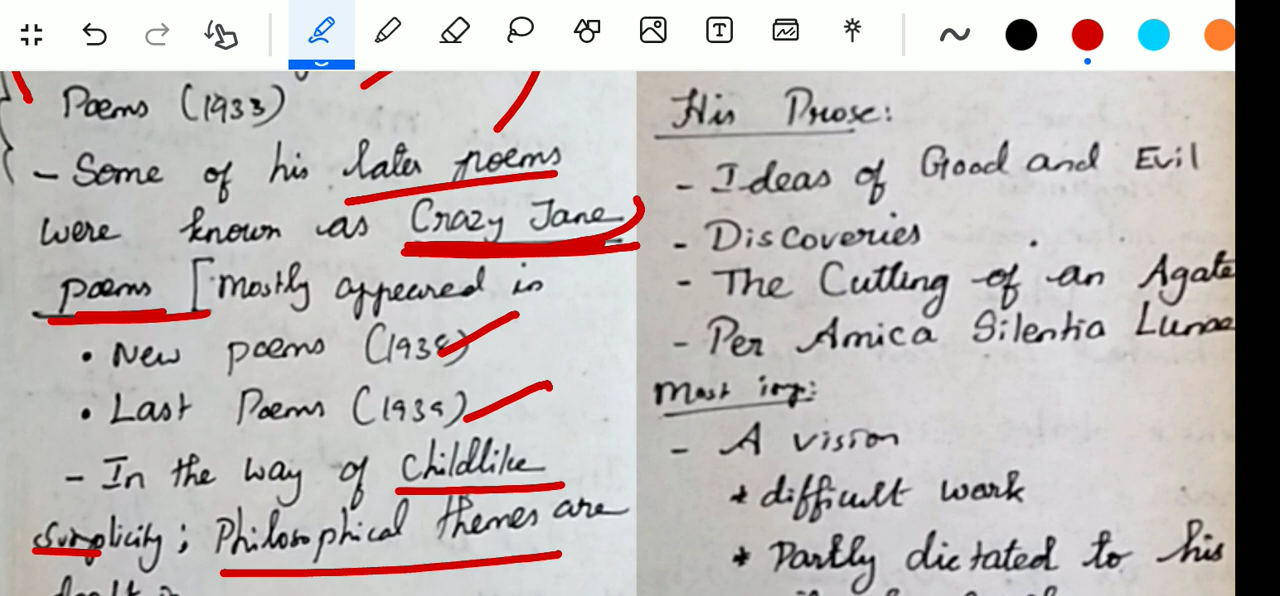 Poems (1933)
- Some of his later poems
were known as Crazy Jane
poems [mostly appeared in
• New poems (1938)
• Last Poems (1939)
- In the way of childlike
simplicity; Philosophical themes are
His Prose:
- Ideas of Good and Evil
- Discoveries
- The Cutting of an Agate
- Per Amica Silentia Lunae
Most imp:
- A vision
* difficult work
* Partly dictated to his